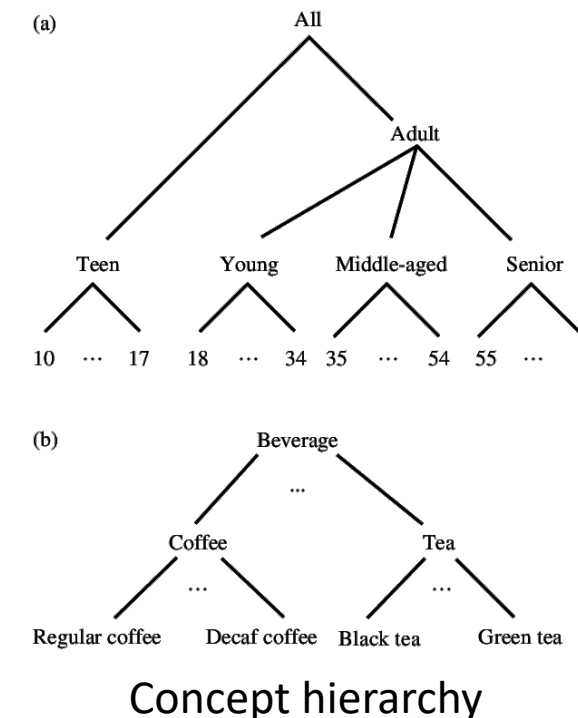 (a)
All
Adult
Teen Young Middle-aged Senior
10 ... 17 18 ... 34 35 ... 54 55 ...
(b)
Beverage
...
Coffee Tea
... ...
Regular coffee Decaf coffee Black tea Green tea
Concept hierarchy